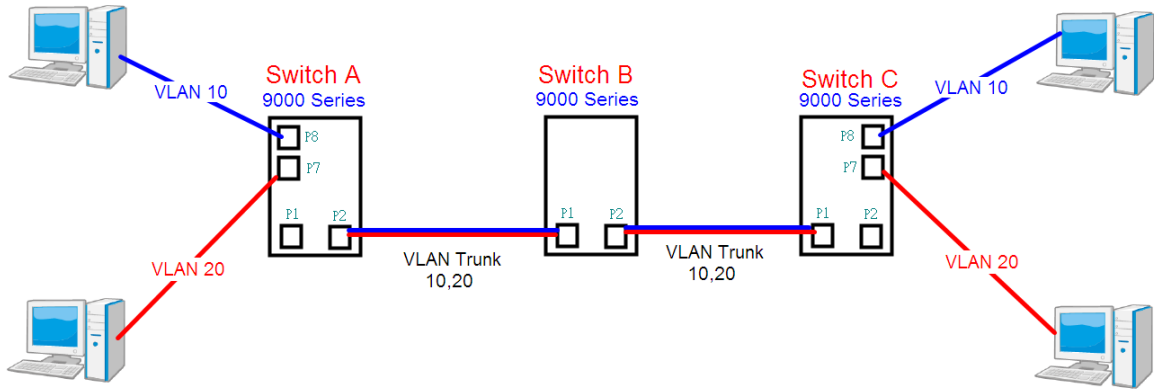 Switch A
9000 Series
Switch B
9000 Series
Switch C
9000 Series
VLAN 10
VLAN 10
P8
P7
P1
P2
P1
P2
P8
P7
P1
P2
VLAN 20
VLAN Trunk
10,20
VLAN Trunk
10,20
VLAN 20